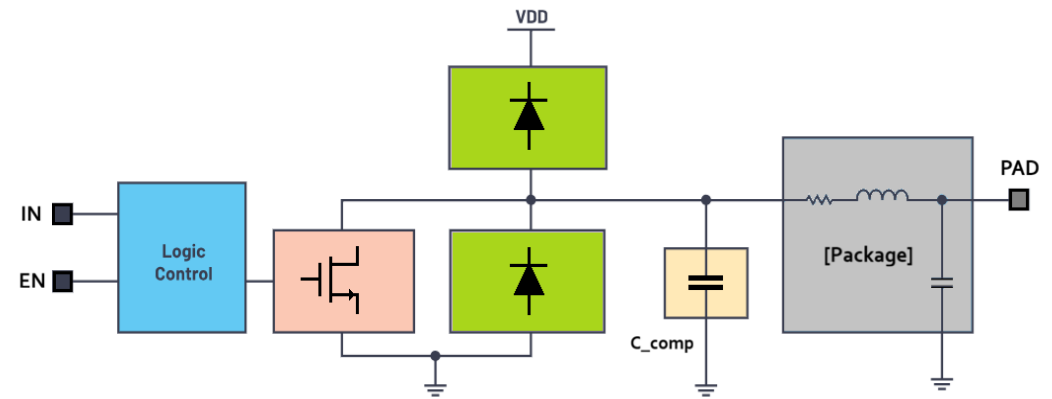 VDD
PAD
IN
Logic
Control
EN
[Package]
C_comp